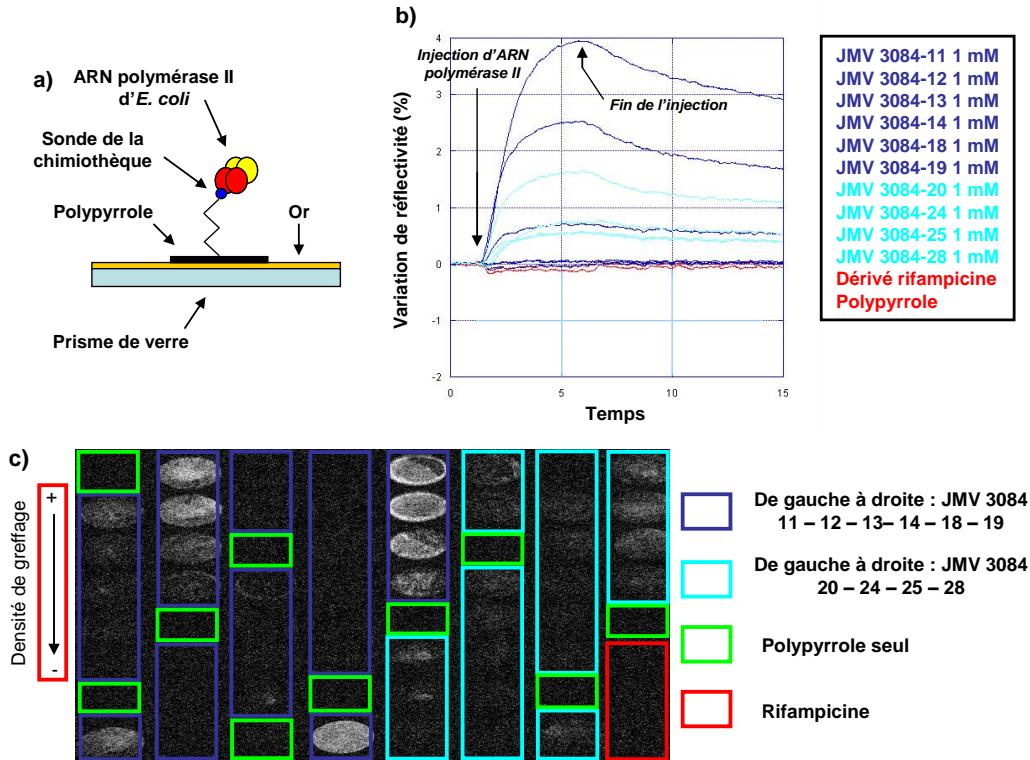 a)
ARN polymérase II
d'E. coli
Sonde de la
chimiothèque
Polypyrrole
Or
Prisme de verre
b)
Variation de réflectivité (%)
4
3
2
1
0
-1
-2
0
5
10
15
Temps
Injection d'ARN
polymérase II
Fin de l'injection
JMV 3084-11 1 mM
JMV 3084-12 1 mM
JMV 3084-13 1 mM
JMV 3084-14 1 mM
JMV 3084-18 1 mM
JMV 3084-19 1 mM
JMV 3084-20 1 mM
JMV 3084-24 1 mM
JMV 3084-25 1 mM
JMV 3084-28 1 mM
Dérivé rifampicine
Polypyrrole
c)
Densité de greffage
+
-
De gauche à droite : JMV 3084
11 – 12 – 13– 14 – 18 – 19
De gauche à droite : JMV 3084
20 – 24 – 25 – 28
Polypyrrole seul
Rifampicine